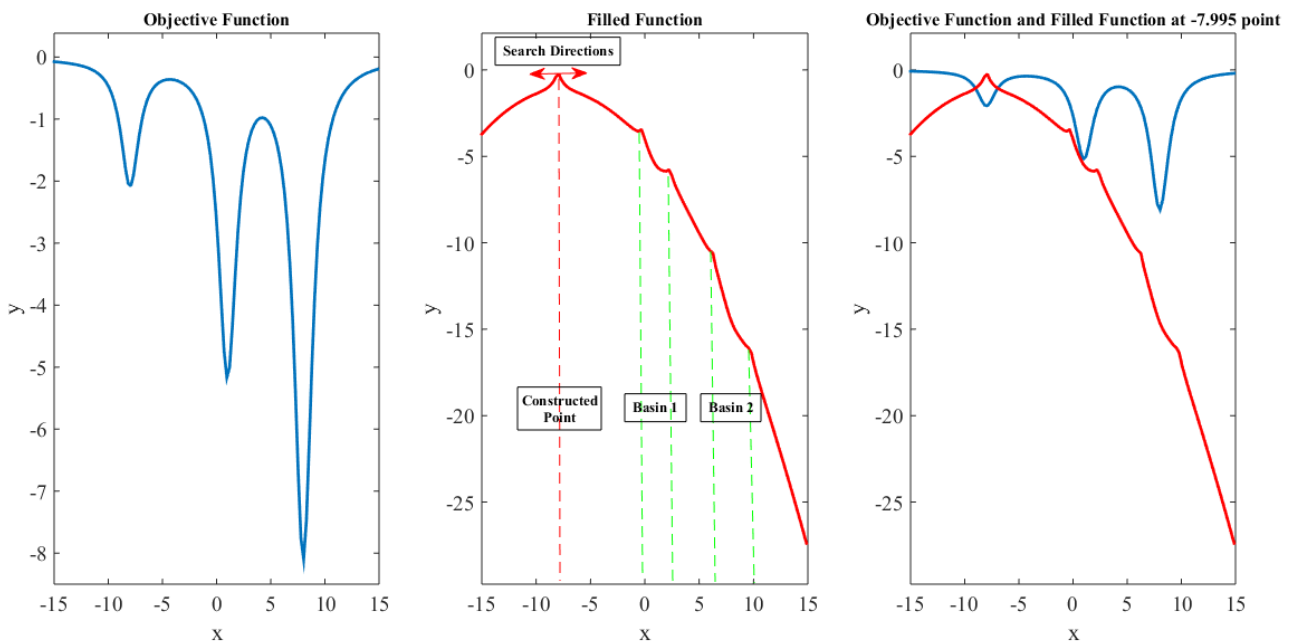 Objective Function
0
-1
-2
-3
-4
-5
-6
-7
-8
y
-15 -10 -5 0 5 10 15
x
Filled Function
Search Directions
0
-5
-10
-15
-20
-25
y
Constructed
Point
Basin 1
Basin 2
-15 -10 -5 0 5 10 15
x
Objective Function and Filled Function at -7.995 point
0
-5
-10
-15
-20
-25
y
-15 -10 -5 0 5 10 15
x